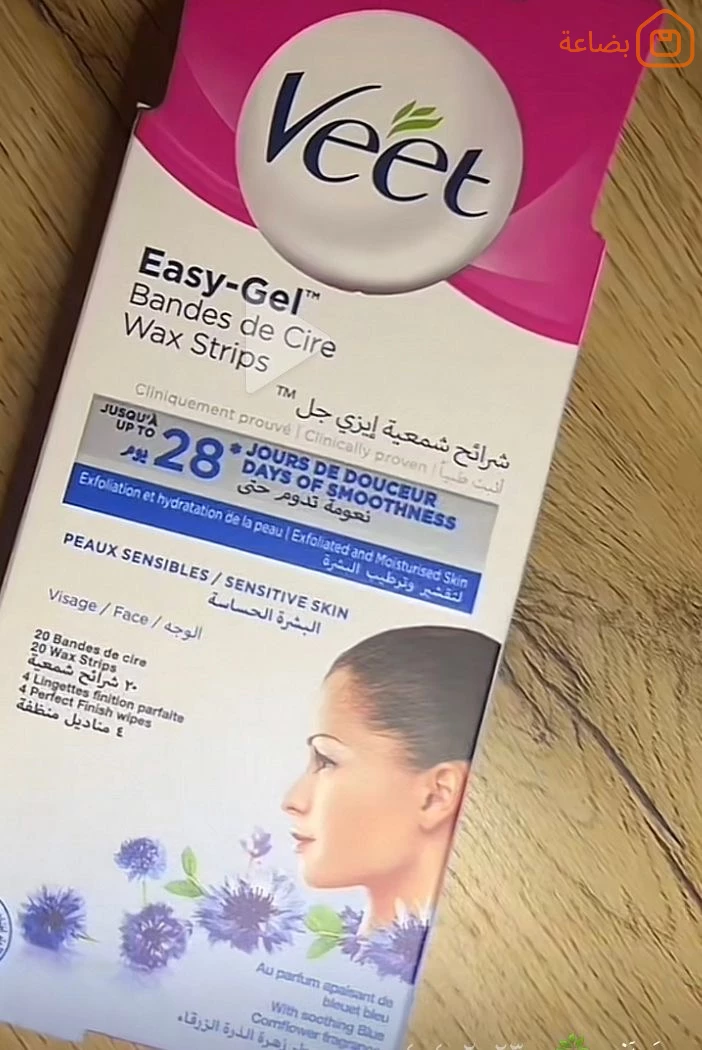 بضاعة
Veet
Easy-Gel™
Bandes de Cire
Wax Strips
شرائح شمعية إيزي جل™
Cliniquement prouvé | Clinically proven | أثبت طبياً
JUSQU'À
UP TO
28*
يوم
JOURS DE DOUCEUR
DAYS OF SMOOTHNESS
نعومة تدوم حتى
Exfoliation et hydratation de la peau | Exfoliated and Moisturised Skin
لتقشير وترطيب البشرة
PEAUX SENSIBLES / SENSITIVE SKIN
البشرة الحساسة
Visage / Face / الوجه
20 Bandes de cire
20 Wax Strips
٢٠ شرائح شمعية
4 Lingettes finition parfaite
4 Perfect Finish wipes
٤ مناديل منظفة
Au parfum apaisant de
bleuet bleu
With soothing Blue
Cornflower fragrance
زهرة الذرة الزرقاء